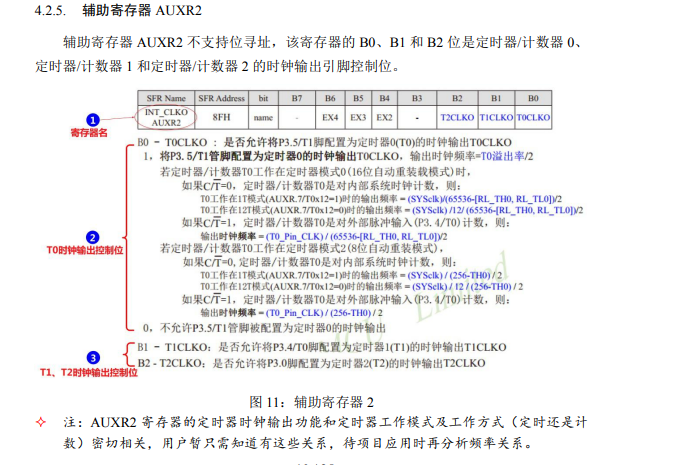 4.2.5. 辅助寄存器 AUXR2
辅助寄存器 AUXR2 不支持位寻址，该寄存器的 B0、B1 和 B2 位是定时器/计数器 0、
定时器/计数器 1 和定时器/计数器 2 的时钟输出引脚控制位。
SFR Name SFR Address bit B7 B6 B5 B4 B3 B2 B1 B0
INT_CLKO
AUXR2 8FH name - EX4 EX3 EX2 - T2CLKO T1CLKO T0CLKO
1
寄存器名
B0 - T0CLKO : 是否允许将P3.5/T1脚配置为定时器0(T0)的时钟输出T0CLKO
1，将P3.5/T1管脚配置为定时器0的时钟输出T0CLKO，输出时钟频率=T0溢出率/2
若定时器/计数器T0工作在定时器模式0(16位自动重装载模式)时，
如果C/T=0，定时器/计数器T0是对内部系统时钟计数，则：
T0工作在1T模式(AUXR.7/T0x12=1)时的输出频率 = (SYSclk)/(65536-[RL_TH0, RL_TL0])/2
T0工作在12T模式(AUXR.7/T0x12=0)时的输出频率 = (SYSclk) /12/ (65536-[RL_TH0, RL_TL0])/2
如果C/T=1，定时器/计数器T0是对外部脉冲输入(P3.4/T0)计数，则：
输出时钟频率 = (T0_Pin_CLK) / (65536-[RL_TH0, RL_TL0])/2
若定时器/计数器T0工作在定时器模式2(8位自动重装模式)，
如果C/T=0,定时器/计数器T0是对内部系统时钟计数，则：
T0工作在1T模式(AUXR.7/T0x12=1)时的输出频率 = (SYSclk) / (256-TH0) / 2
T0工作在12T模式(AUXR.7/T0x12=0)时的输出频率 = (SYSclk) / 12 / (256-TH0) / 2
如果C/T=1，定时器/计数器T0是对外部脉冲输入(P3.4/T0)计数，则：
输出时钟频率 = (T0_Pin_CLK) / (256-TH0) / 2
0，不允许P3.5/T1管脚被配置为定时器0的时钟输出
2
T0时钟输出控制位
B1 - T1CLKO：是否允许将P3.4/T0脚配置为定时器1(T1)的时钟输出T1CLKO
B2 - T2CLKO：是否允许将P3.0脚配置为定时器2(T2)的时钟输出T2CLKO
3
T1、T2时钟输出控制位
Limited
图 11：辅助寄存器 2
注：AUXR2 寄存器的定时器时钟输出功能和定时器工作模式及工作方式（定时还是计
数）密切相关，用户暂只需知道有这些关系，待项目应用时再分析频率关系。